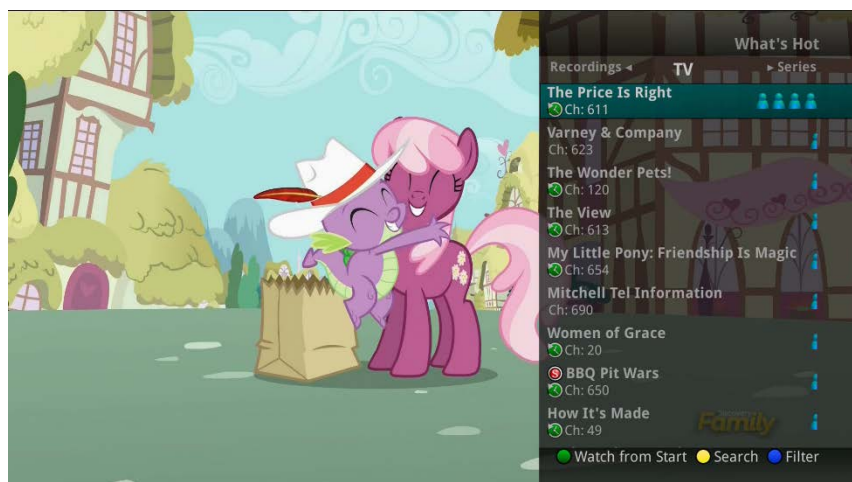 What's Hot
Recordings ◂ TV ▸ Series
The Price Is Right
Ch: 611
Varney & Company
Ch: 623
The Wonder Pets!
Ch: 120
The View
Ch: 613
My Little Pony: Friendship Is Magic
Ch: 654
Mitchell Tel Information
Ch: 690
Women of Grace
Ch: 20
S BBQ Pit Wars
Ch: 650
How It's Made
Ch: 49
Family
Watch from Start Search Filter